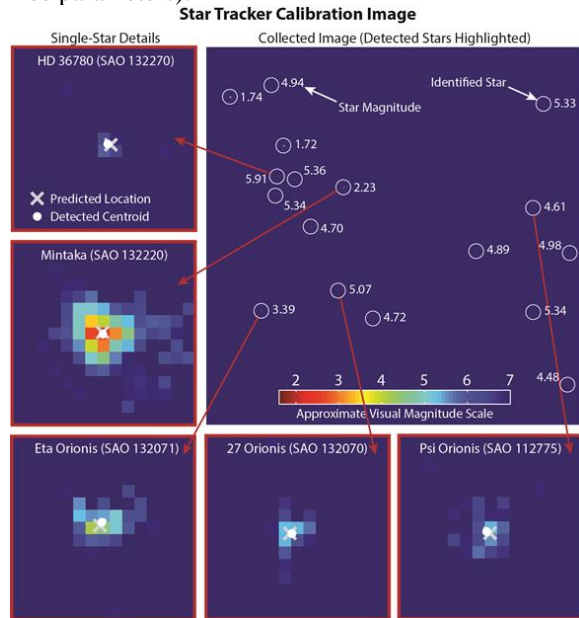 Star Tracker Calibration Image
Single-Star Details
Collected Image (Detected Stars Highlighted)
HD 36780 (SAO 132270)
Predicted Location
Detected Centroid
4.94
1.74
Star Magnitude
Identified Star
5.33
1.72
5.91
5.36
2.23
5.34
4.61
4.70
4.89
4.98
Mintaka (SAO 132220)
5.07
3.39
4.72
5.34
4.48
2 3 4 5 6 7
Approximate Visual Magnitude Scale
Eta Orionis (SAO 132071)
27 Orionis (SAO 132070)
Psi Orionis (SAO 112775)